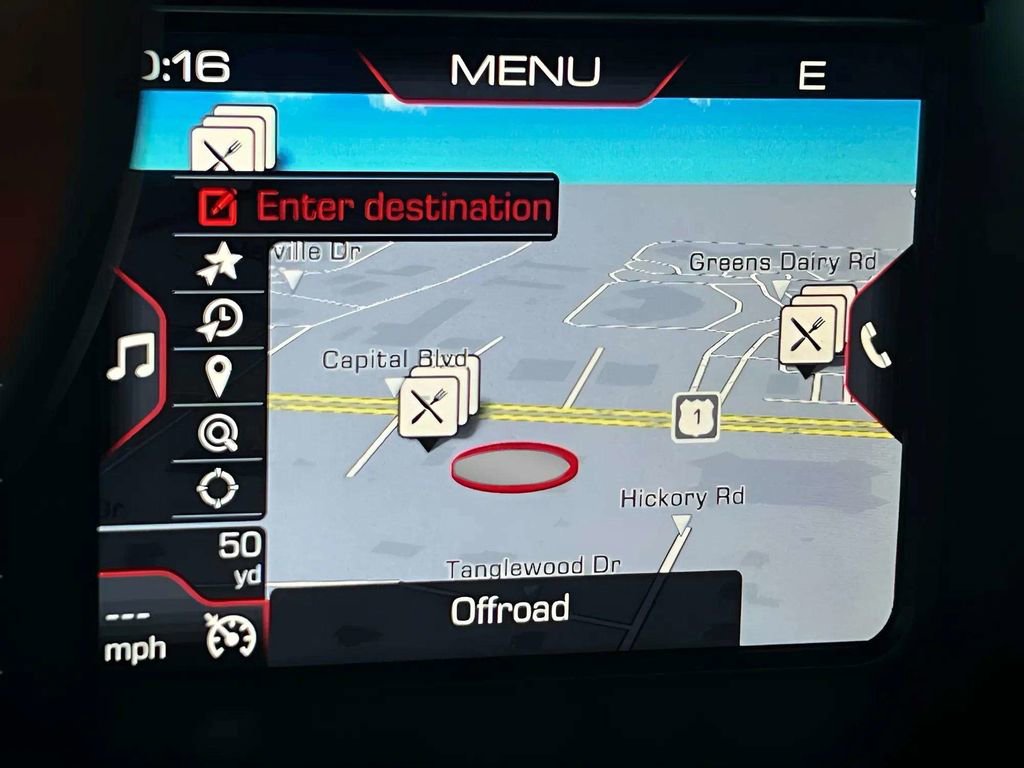 :16
MENU
E
Enter destination
ville Dr
Greens Dairy Rd
Capital Blvd
1
Hickory Rd
50
yd
Tanglewood Dr
Offroad
---
mph